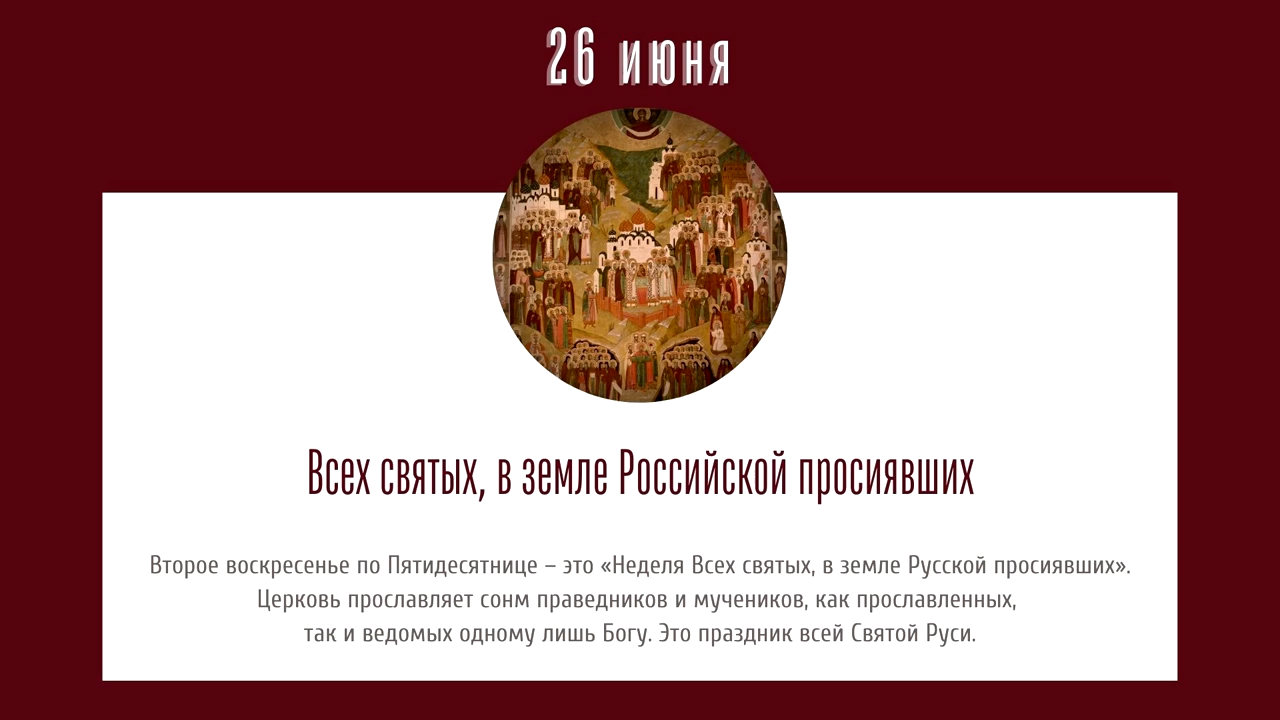 26 июня
Всех святых, в земле Российской просиявших
Второе воскресенье по Пятидесятнице – это «Неделя Всех святых, в земле Русской просиявших».
Церковь прославляет сонм праведников и мучеников, как прославленных,
так и ведомых одному лишь Богу. Это праздник всей Святой Руси.